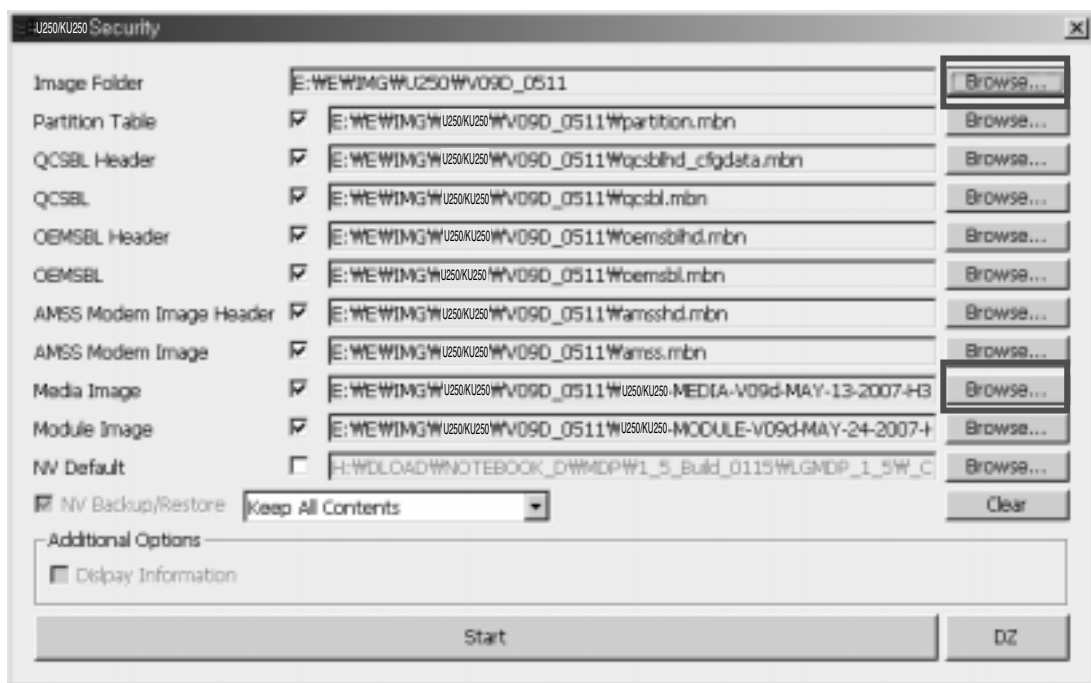 U250/KU250 Security
Image Folder E:₩E₩IMG₩U250₩V09D_0511 Browse...
Partition Table E:₩E₩IMG₩U250/KU250₩V09D_0511₩partition.mbn Browse...
QCSBL Header E:₩E₩IMG₩U250/KU250₩V09D_0511₩qcsblhd_cfgdata.mbn Browse...
QCSBL E:₩E₩IMG₩U250/KU250₩V09D_0511₩qcsbl.mbn Browse...
OEMSBL Header E:₩E₩IMG₩U250/KU250₩V09D_0511₩oemsblhd.mbn Browse...
OEMSBL E:₩E₩IMG₩U250/KU250₩V09D_0511₩oemsbl.mbn Browse...
AMSS Modem Image Header E:₩E₩IMG₩U250/KU250₩V09D_0511₩amsshd.mbn Browse...
AMSS Modem Image E:₩E₩IMG₩U250/KU250₩V09D_0511₩amss.mbn Browse...
Media Image E:₩E₩IMG₩U250/KU250₩V09D_0511₩U250/KU250-MEDIA-V09d-MAY-13-2007-H3 Browse...
Module Image E:₩E₩IMG₩U250/KU250₩V09D_0511₩U250/KU250-MODULE-V09d-MAY-24-2007-H Browse...
NV Default H:₩DLOAD₩NOTEBOOK_D₩MDP₩1_5_Build_0115₩LGMDP_1_5₩_C Browse...
NV Backup/Restore Keep All Contents Clear
Additional Options
Dislpay Information
Start DZ